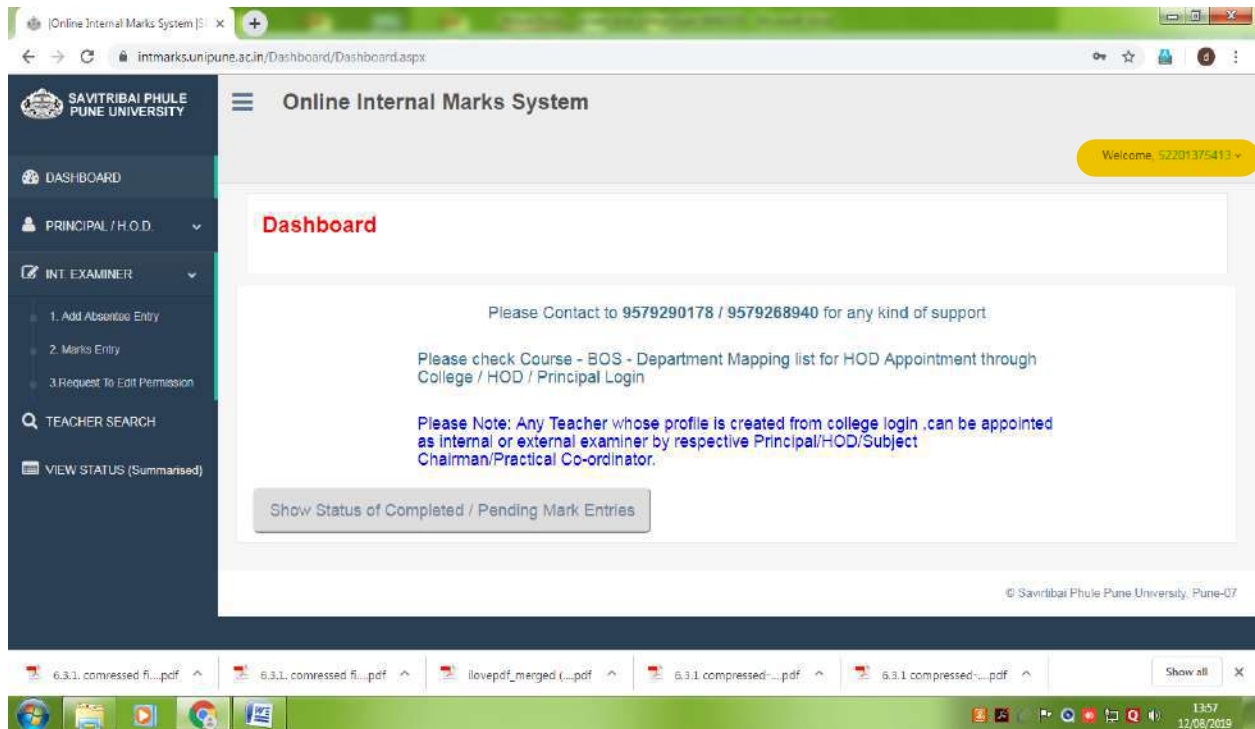 |Online Internal Marks System |S
intmarks.unipune.ac.in/Dashboard/Dashboard.aspx
d
SAVITRIBAI PHULE
PUNE UNIVERSITY
Online Internal Marks System
Welcome, 52201375413
DASHBOARD
PRINCIPAL / H.O.D.
INT. EXAMINER
1. Add Absentee Entry
2. Marks Entry
3.Request To Edit Permission
TEACHER SEARCH
VIEW STATUS (Summarised)
Dashboard
Please Contact to 9579290178 / 9579268940 for any kind of support
Please check Course - BOS - Department Mapping list for HOD Appointment through
College / HOD / Principal Login
Please Note: Any Teacher whose profile is created from college login ,can be appointed
as internal or external examiner by respective Principal/HOD/Subject
Chairman/Practical Co-ordinator.
Show Status of Completed / Pending Mark Entries
© Savitribai Phule Pune University, Pune-07
6.3.1. comressed fi....pdf
6.3.1. comressed fi....pdf
ilovepdf_merged (....pdf
6.3.1 compressed-...pdf
6.3.1 compressed-...pdf
Show all
13:57
12/08/2019